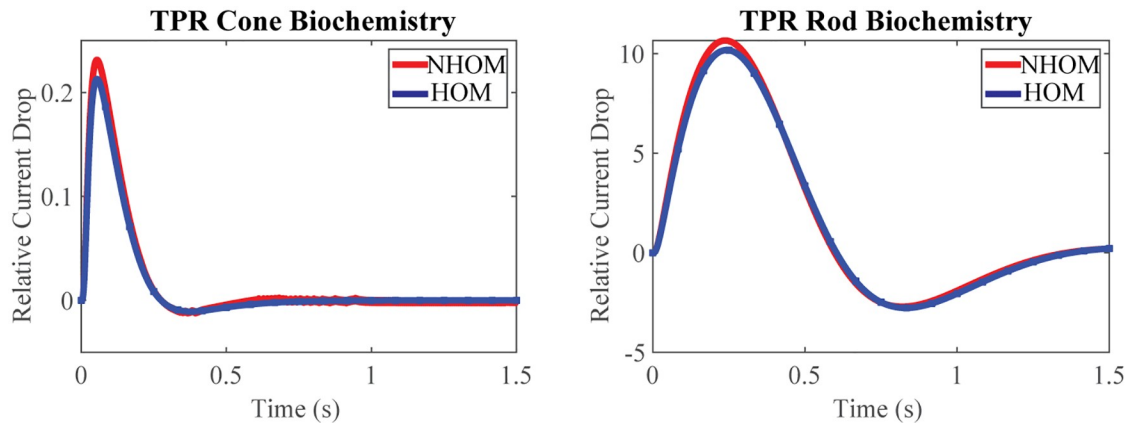 TPR Cone Biochemistry
NHOM
HOM
Relative Current Drop
0.2
0.1
0
0
0.5
1
1.5
Time (s)
TPR Rod Biochemistry
NHOM
HOM
Relative Current Drop
10
5
0
-5
0
0.5
1
1.5
Time (s)